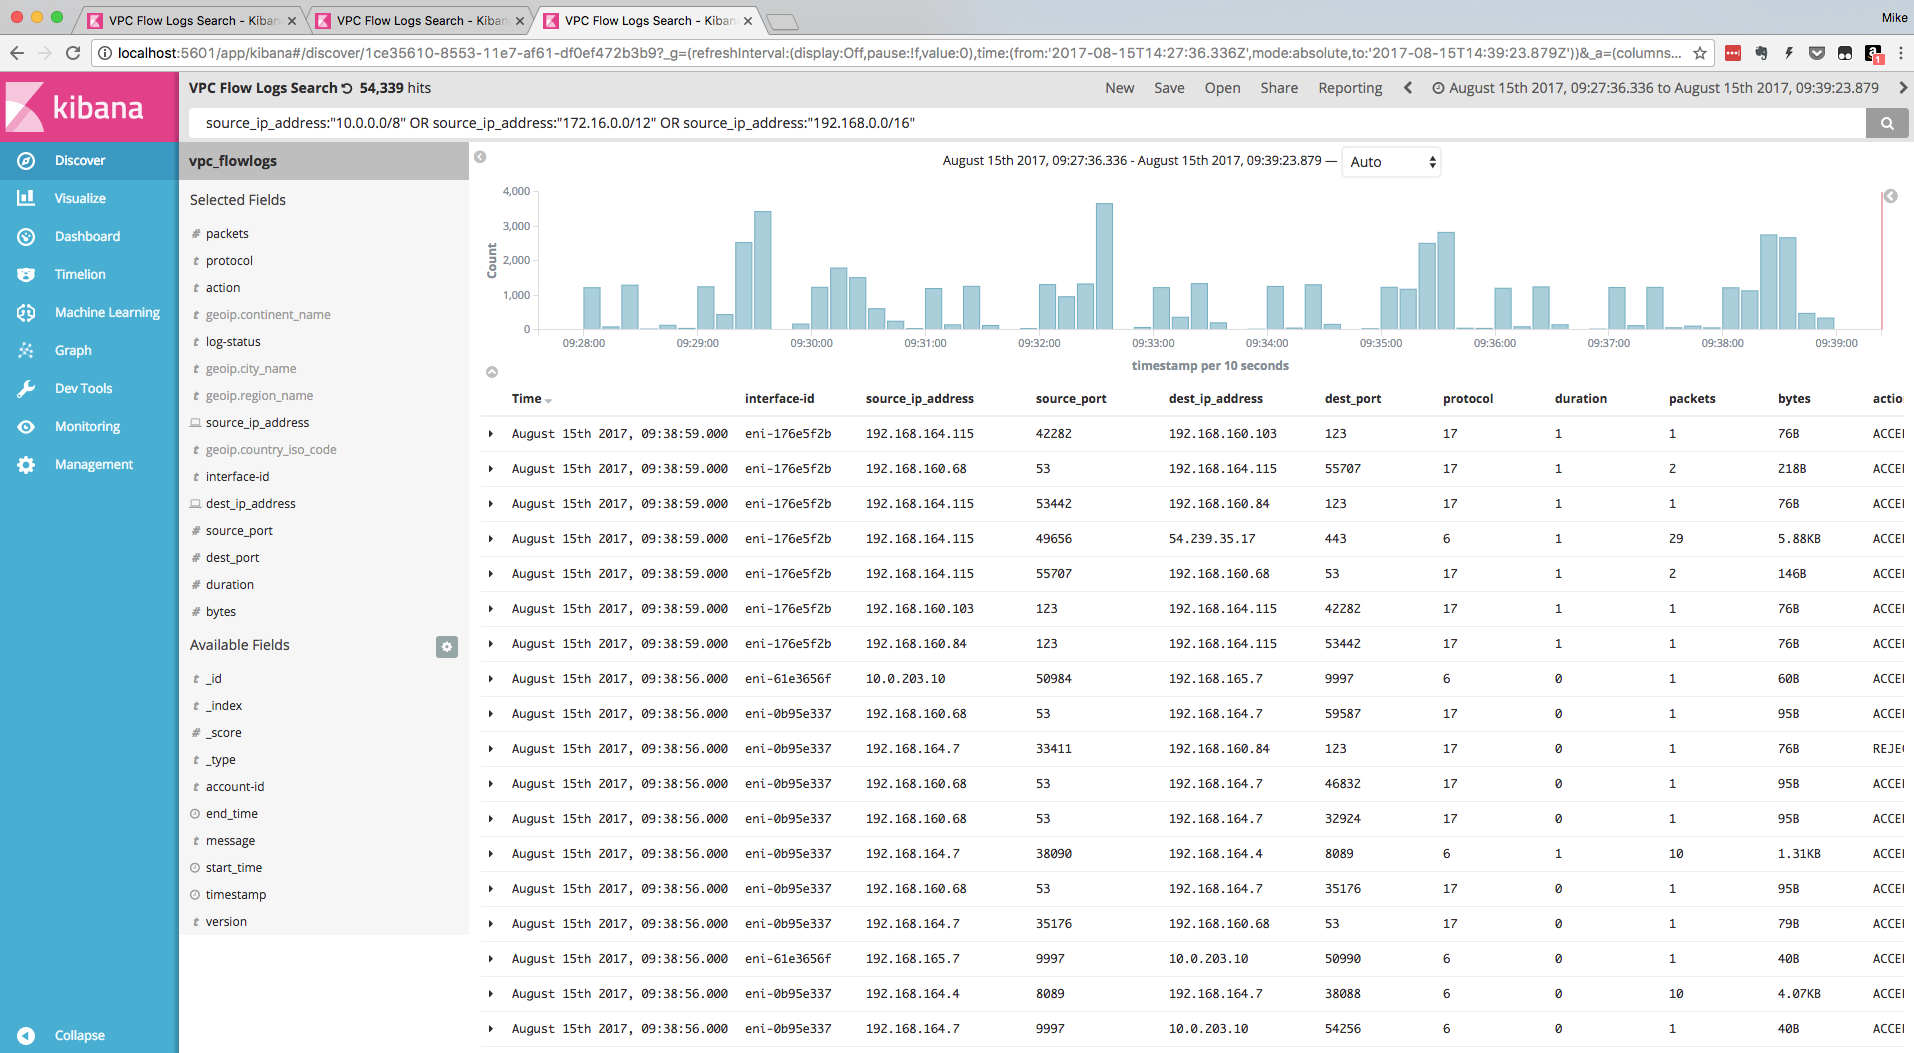 VPC Flow Logs Search - Kiban
VPC Flow Logs Search - Kiban
VPC Flow Logs Search - Kiban
Mike
localhost:5601/app/kibana#/discover/1ce35610-8553-11e7-af61-df0ef472b3b9?_g=(refreshInterval:(display:Off,pause:!f,value:0),time:(from:'2017-08-15T14:27:36.336Z',mode:absolute,to:'2017-08-15T14:39:23.879Z'))&_a=(columns...
1
kibana
VPC Flow Logs Search 54,339 hits
New Save Open Share Reporting August 15th 2017, 09:27:36.336 to August 15th 2017, 09:39:23.879
source_ip_address:"10.0.0.0/8" OR source_ip_address:"172.16.0.0/12" OR source_ip_address:"192.168.0.0/16"
Discover
Visualize
Dashboard
Timelion
Machine Learning
Graph
Dev Tools
Monitoring
Management
Collapse
vpc_flowlogs
Selected Fields
# packets
t protocol
t action
t geoip.continent_name
t log-status
t geoip.city_name
t geoip.region_name
source_ip_address
t geoip.country_iso_code
t interface-id
dest_ip_address
# source_port
# dest_port
# duration
# bytes
Available Fields
t _id
t _index
# _score
t _type
t account-id
end_time
t message
start_time
timestamp
t version
August 15th 2017, 09:27:36.336 - August 15th 2017, 09:39:23.879 — Auto
Count
4,000
3,000
2,000
1,000
0
09:28:00 09:29:00 09:30:00 09:31:00 09:32:00 09:33:00 09:34:00 09:35:00 09:36:00 09:37:00 09:38:00 09:39:00
timestamp per 10 seconds
Time interface-id source_ip_address source_port dest_ip_address dest_port protocol duration packets bytes actio
August 15th 2017, 09:38:59.000 eni-176e5f2b 192.168.164.115 42282 192.168.160.103 123 17 1 1 76B ACCE
August 15th 2017, 09:38:59.000 eni-176e5f2b 192.168.160.68 53 192.168.164.115 55707 17 1 2 218B ACCE
August 15th 2017, 09:38:59.000 eni-176e5f2b 192.168.164.115 53442 192.168.160.84 123 17 1 1 76B ACCE
August 15th 2017, 09:38:59.000 eni-176e5f2b 192.168.164.115 49656 54.239.35.17 443 6 1 29 5.88KB ACCE
August 15th 2017, 09:38:59.000 eni-176e5f2b 192.168.164.115 55707 192.168.160.68 53 17 1 2 146B ACCE
August 15th 2017, 09:38:59.000 eni-176e5f2b 192.168.160.103 123 192.168.164.115 42282 17 1 1 76B ACCE
August 15th 2017, 09:38:59.000 eni-176e5f2b 192.168.160.84 123 192.168.164.115 53442 17 1 1 76B ACCE
August 15th 2017, 09:38:56.000 eni-61e3656f 10.0.203.10 50984 192.168.165.7 9997 6 0 1 60B ACCE
August 15th 2017, 09:38:56.000 eni-0b95e337 192.168.160.68 53 192.168.164.7 59587 17 0 1 95B ACCE
August 15th 2017, 09:38:56.000 eni-0b95e337 192.168.164.7 33411 192.168.160.84 123 17 0 1 76B REJE
August 15th 2017, 09:38:56.000 eni-0b95e337 192.168.160.68 53 192.168.164.7 46832 17 0 1 95B ACCE
August 15th 2017, 09:38:56.000 eni-0b95e337 192.168.160.68 53 192.168.164.7 32924 17 0 1 95B ACCE
August 15th 2017, 09:38:56.000 eni-0b95e337 192.168.164.7 38090 192.168.164.4 8089 6 1 10 1.31KB ACCE
August 15th 2017, 09:38:56.000 eni-0b95e337 192.168.160.68 53 192.168.164.7 35176 17 0 1 95B ACCE
August 15th 2017, 09:38:56.000 eni-0b95e337 192.168.164.7 35176 192.168.160.68 53 17 0 1 79B ACCE
August 15th 2017, 09:38:56.000 eni-61e3656f 192.168.165.7 9997 10.0.203.10 50990 6 0 1 40B ACCE
August 15th 2017, 09:38:56.000 eni-0b95e337 192.168.164.4 8089 192.168.164.7 38088 6 0 10 4.07KB ACCE
August 15th 2017, 09:38:56.000 eni-0b95e337 192.168.164.7 9997 10.0.203.10 54256 6 0 1 40B ACCE